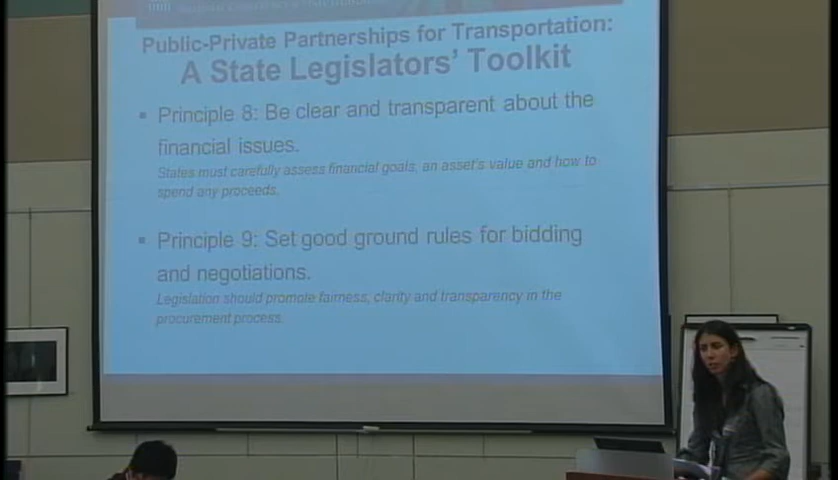 Public-Private Partnerships for Transportation:
A State Legislators' Toolkit
Principle 8: Be clear and transparent about the
financial issues.
States must carefully assess financial goals, an asset's value and how to
spend any proceeds.
Principle 9: Set good ground rules for bidding
and negotiations.
Legislation should promote fairness, clarity and transparency in the
procurement process.